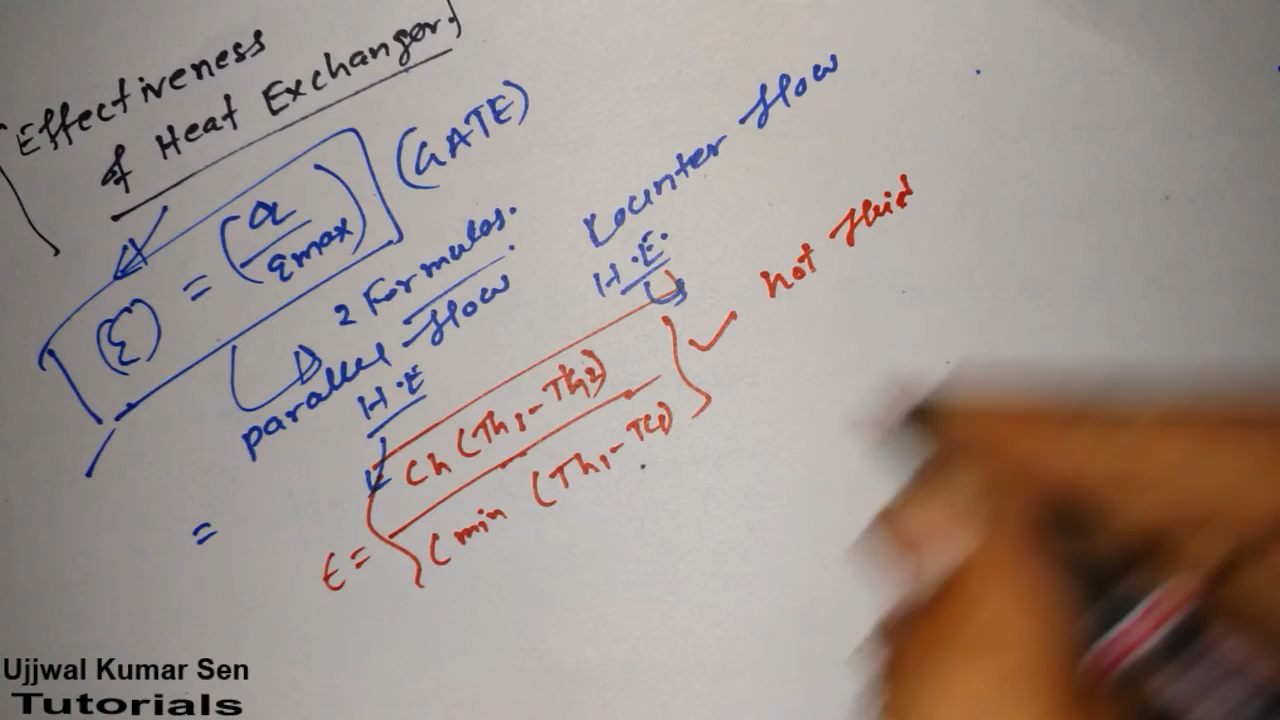 Effectiveness
of Heat Exchanger.
(Ɛ) = (Q / Qmax) (GATE)
2 Formulas.
parallel flow
H.E
Counter flow
H.E.
=
ε = { Ch (Th1 - Th2) / Cmin (Th1 - Tc1) } ✓ hot fluid
Ujjwal Kumar Sen
Tutorials